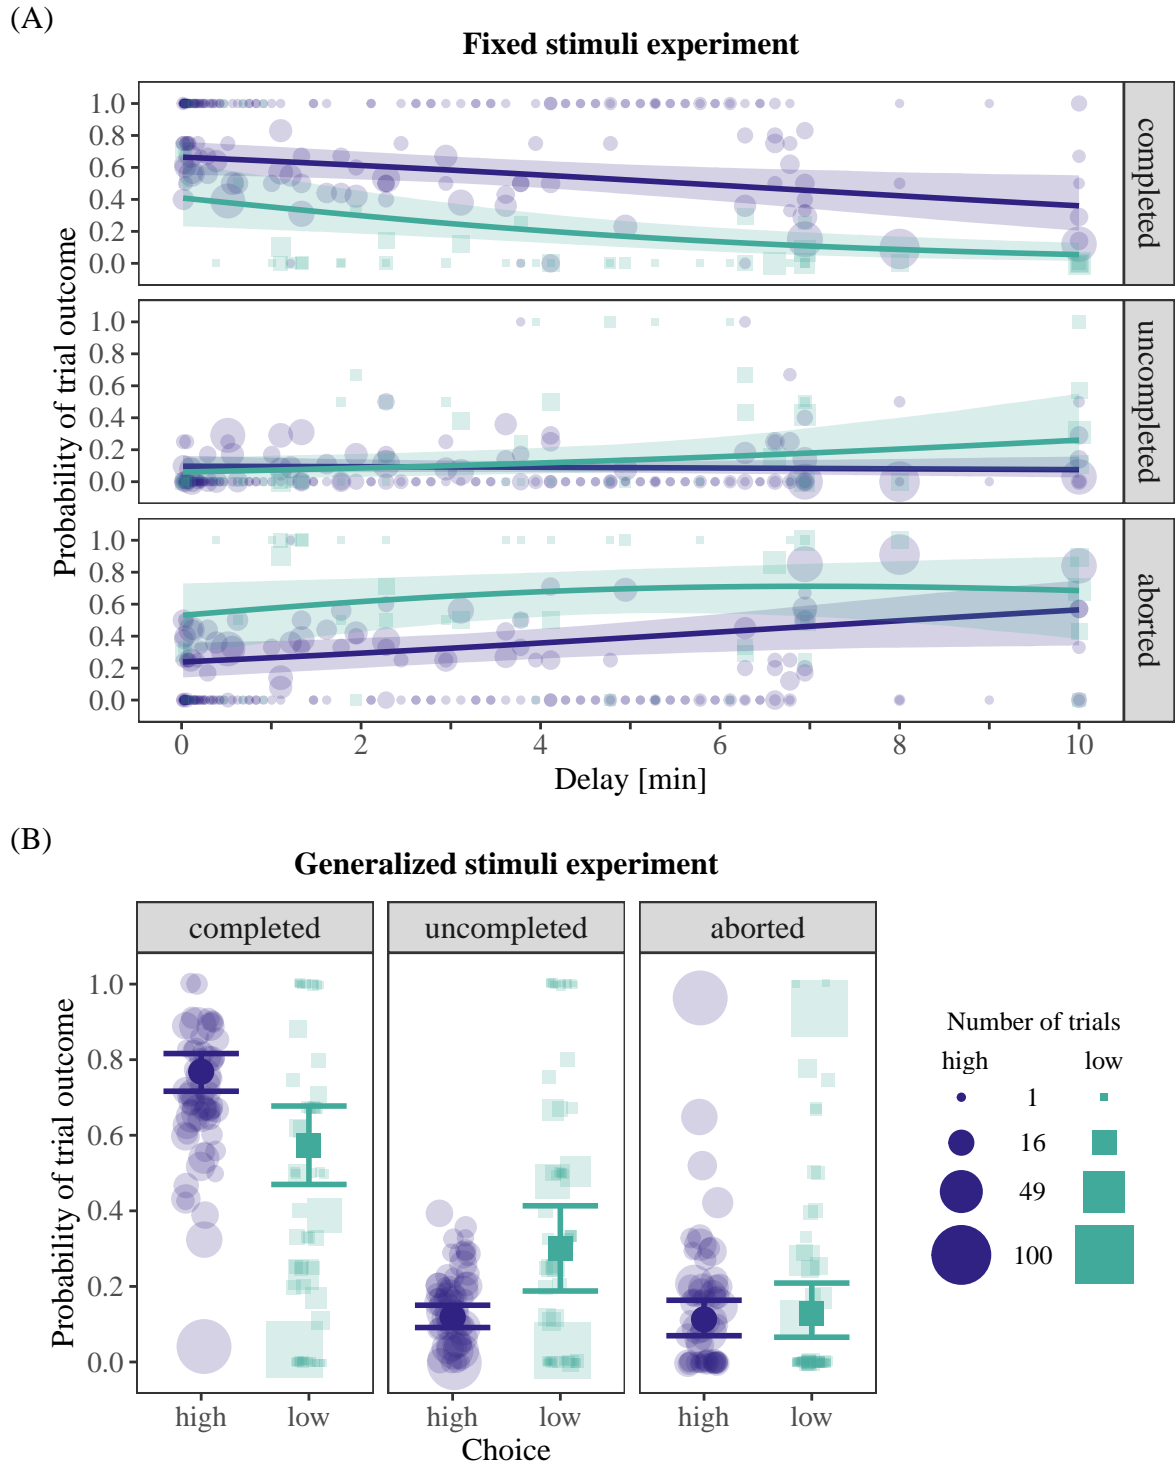 (A)
Fixed stimuli experiment
Probability of trial outcome
1.0
0.8
0.6
0.4
0.2
0.0
completed
1.0
0.8
0.6
0.4
0.2
0.0
uncompleted
1.0
0.8
0.6
0.4
0.2
0.0
aborted
0 2 4 6 8 10
Delay [min]
(B)
Generalized stimuli experiment
completed uncompleted aborted
Probability of trial outcome
1.0
0.8
0.6
0.4
0.2
0.0
high low high low high low
Choice
Number of trials
high low
1
16
49
100